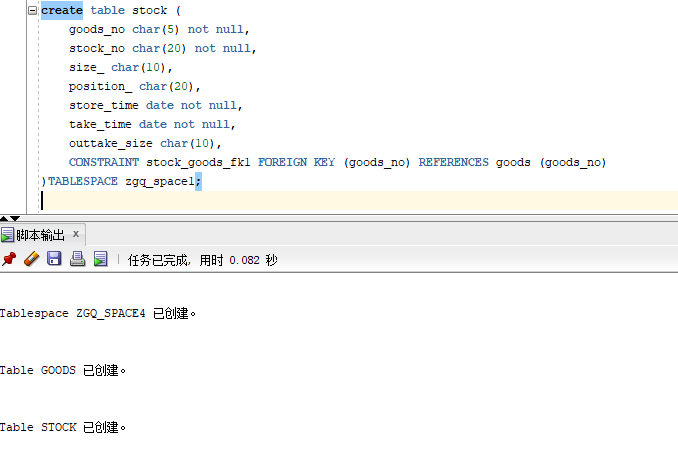 create table stock (
goods_no char(5) not null,
stock_no char(20) not null,
size_ char(10),
position_ char(20),
store_time date not null,
take_time date not null,
outtake_size char(10),
CONSTRAINT stock_goods_fk1 FOREIGN KEY (goods_no) REFERENCES goods (goods_no)
)TABLESPACE zgq_space1;
脚本输出 x
任务已完成, 用时 0.082 秒
Tablespace ZGQ_SPACE4 已创建。
Table GOODS 已创建。
Table STOCK 已创建。